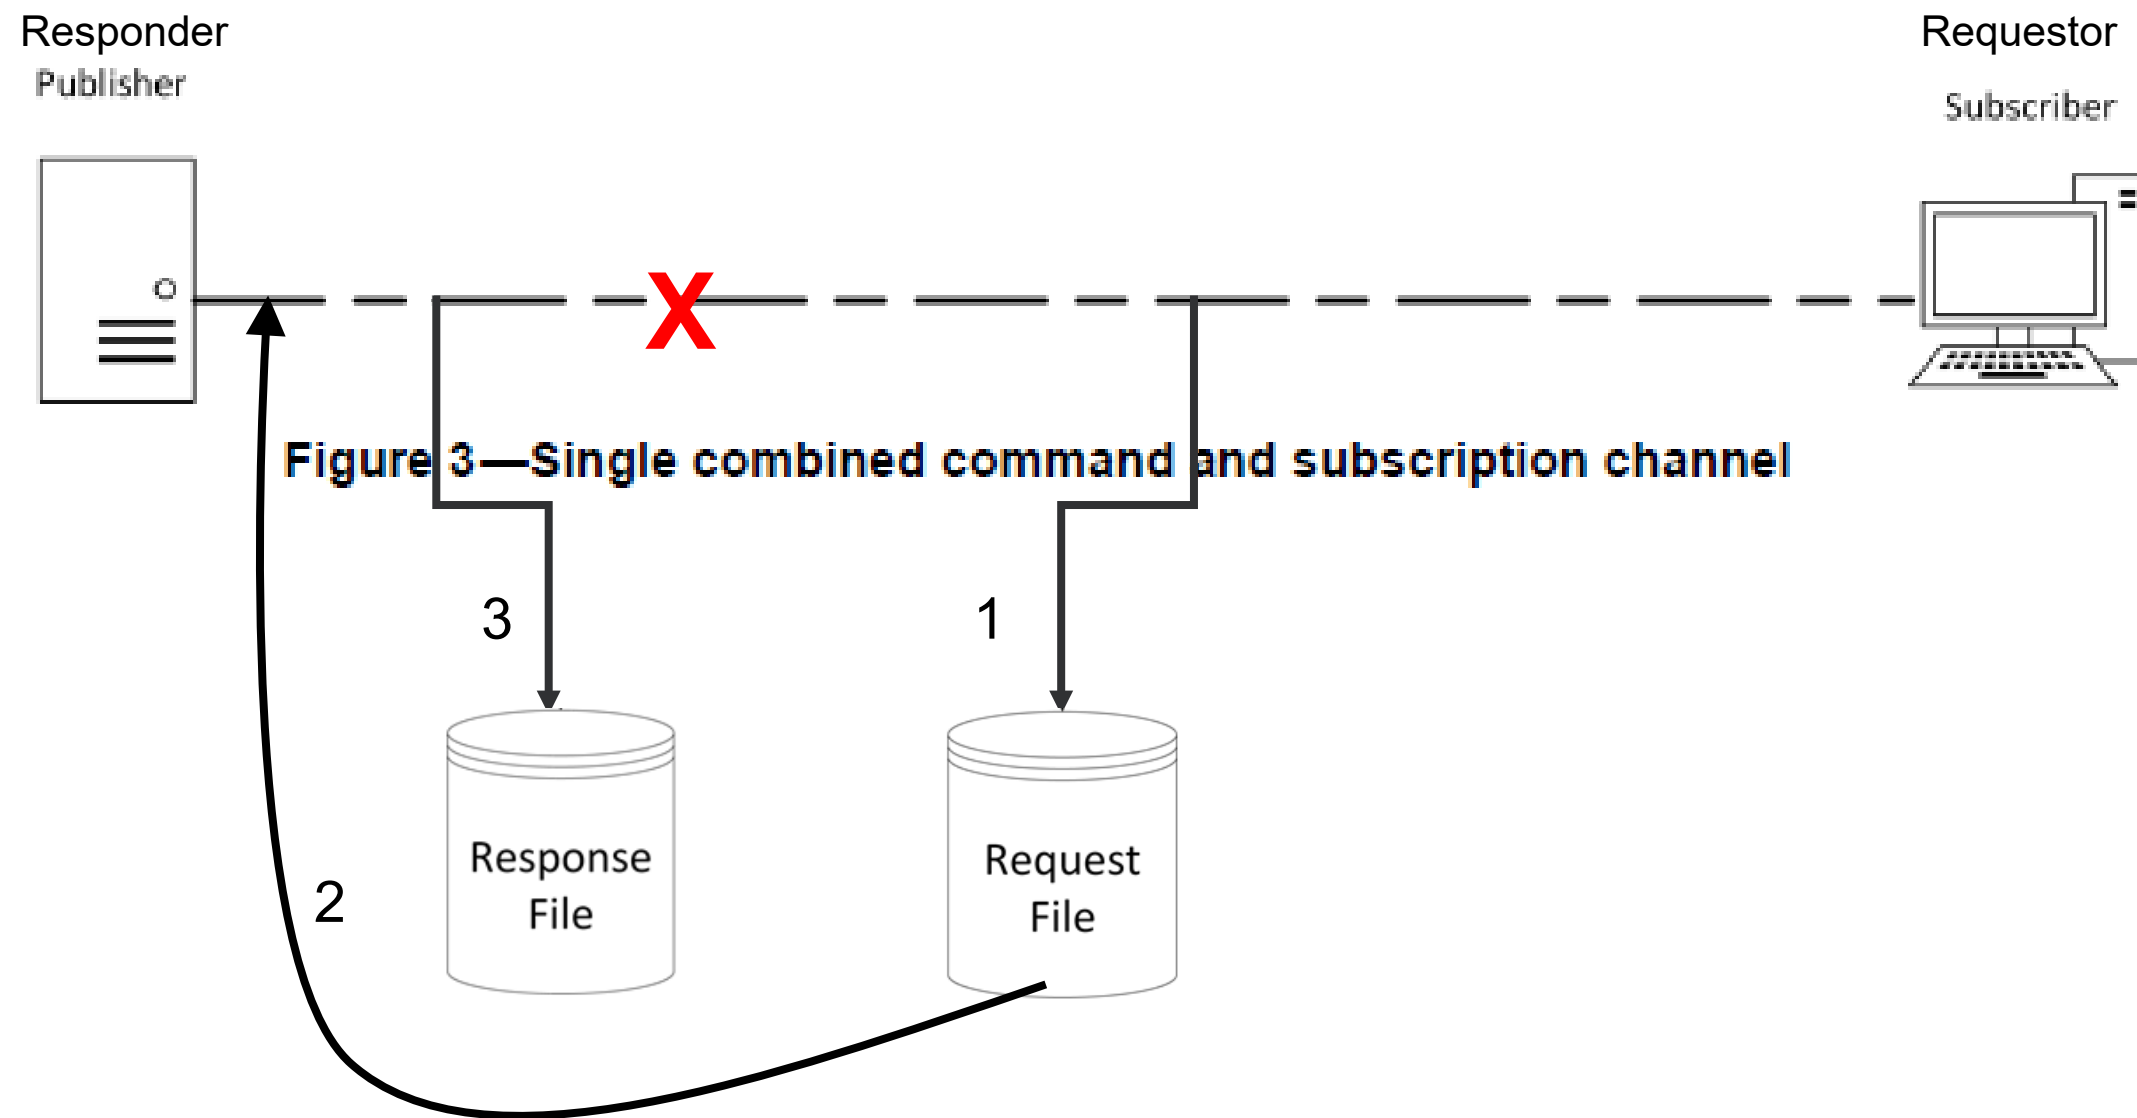 Responder
Requestor
Publisher
Subscriber
X
Figure 3—Single combined command and subscription channel
3
1
Response
File
Request
File
2